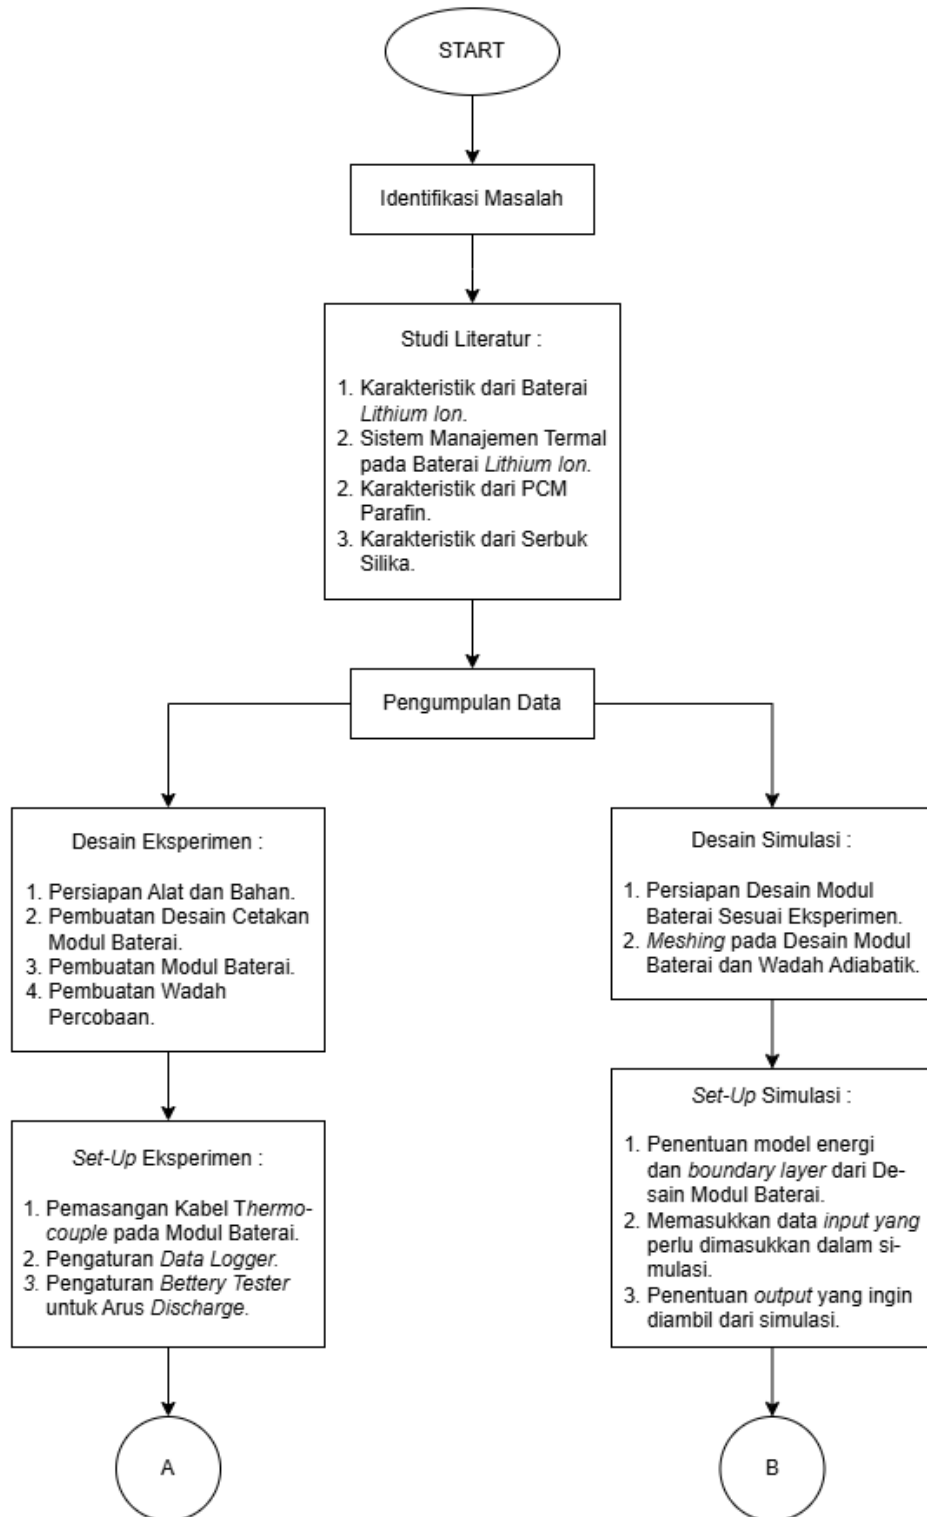 START
Identifikasi Masalah
Studi Literatur :
1. Karakteristik dari Baterai
Lithium Ion.
2. Sistem Manajemen Termal
pada Baterai Lithium Ion.
2. Karakteristik dari PCM
Parafin.
3. Karakteristik dari Serbuk
Silika.
Pengumpulan Data
Desain Eksperimen :
1. Persiapan Alat dan Bahan.
2. Pembuatan Desain Cetakan
Modul Baterai.
3. Pembuatan Modul Baterai.
4. Pembuatan Wadah
Percobaan.
Desain Simulasi :
1. Persiapan Desain Modul
Baterai Sesuai Eksperimen.
2. Meshing pada Desain Modul
Baterai dan Wadah Adiabatik.
Set-Up Eksperimen :
1. Pemasangan Kabel Thermo-
couple pada Modul Baterai.
2. Pengaturan Data Logger.
3. Pengaturan Bettery Tester
untuk Arus Discharge.
Set-Up Simulasi :
1. Penentuan model energi
dan boundary layer dari De-
sain Modul Baterai.
2. Memasukkan data input yang
perlu dimasukkan dalam si-
mulasi.
3. Penentuan output yang ingin
diambil dari simulasi.
A
B